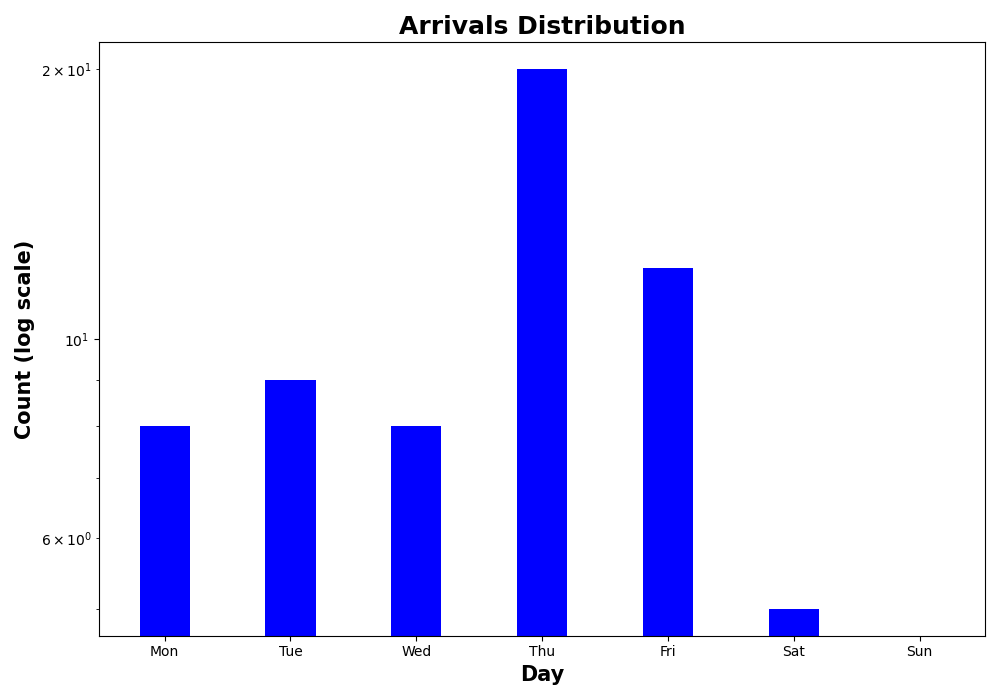 Arrivals Distribution
Count (log scale)
2 × 10¹
10¹
6 × 10⁰
Mon Tue Wed Thu Fri Sat Sun
Day